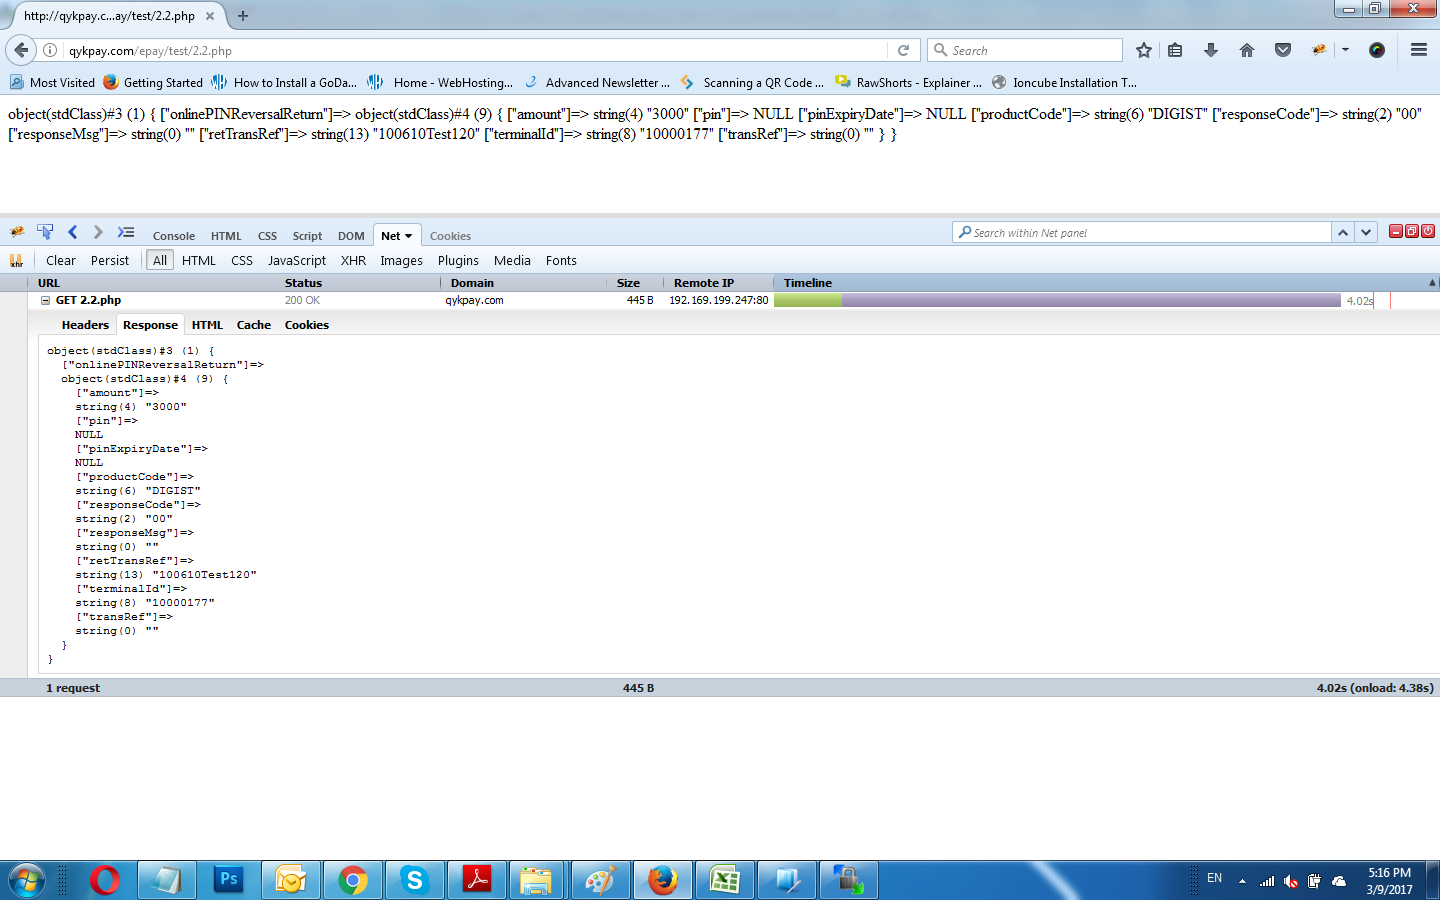 http://qykpay.c...ay/test/2.2.php
qykpay.com/epay/test/2.2.php
Search
Most Visited Getting Started How to Install a GoDa... Home - WebHosting... Advanced Newsletter ... Scanning a QR Code ... RawShorts - Explainer ... Ioncube Installation T...
object(stdClass)#3 (1) { ["onlinePINReversalReturn"]=> object(stdClass)#4 (9) { ["amount"]=> string(4) "3000" ["pin"]=> NULL ["pinExpiryDate"]=> NULL ["productCode"]=> string(6) "DIGIST" ["responseCode"]=> string(2) "00"
["responseMsg"]=> string(0) "" ["retTransRef"]=> string(13) "100610Test120" ["terminalId"]=> string(8) "10000177" ["transRef"]=> string(0) "" } }
Console HTML CSS Script DOM Net Cookies
Search within Net panel
xhr Clear Persist All HTML CSS JavaScript XHR Images Plugins Media Fonts
URL Status Domain Size Remote IP Timeline
GET 2.2.php 200 OK qykpay.com 445 B 192.169.199.247:80 4.02s
Headers Response HTML Cache Cookies
object(stdClass)#3 (1) {
["onlinePINReversalReturn"]=>
object(stdClass)#4 (9) {
["amount"]=>
string(4) "3000"
["pin"]=>
NULL
["pinExpiryDate"]=>
NULL
["productCode"]=>
string(6) "DIGIST"
["responseCode"]=>
string(2) "00"
["responseMsg"]=>
string(0) ""
["retTransRef"]=>
string(13) "100610Test120"
["terminalId"]=>
string(8) "10000177"
["transRef"]=>
string(0) ""
}
}
1 request 445 B 4.02s (onload: 4.38s)
Ps
EN
5:16 PM
3/9/2017